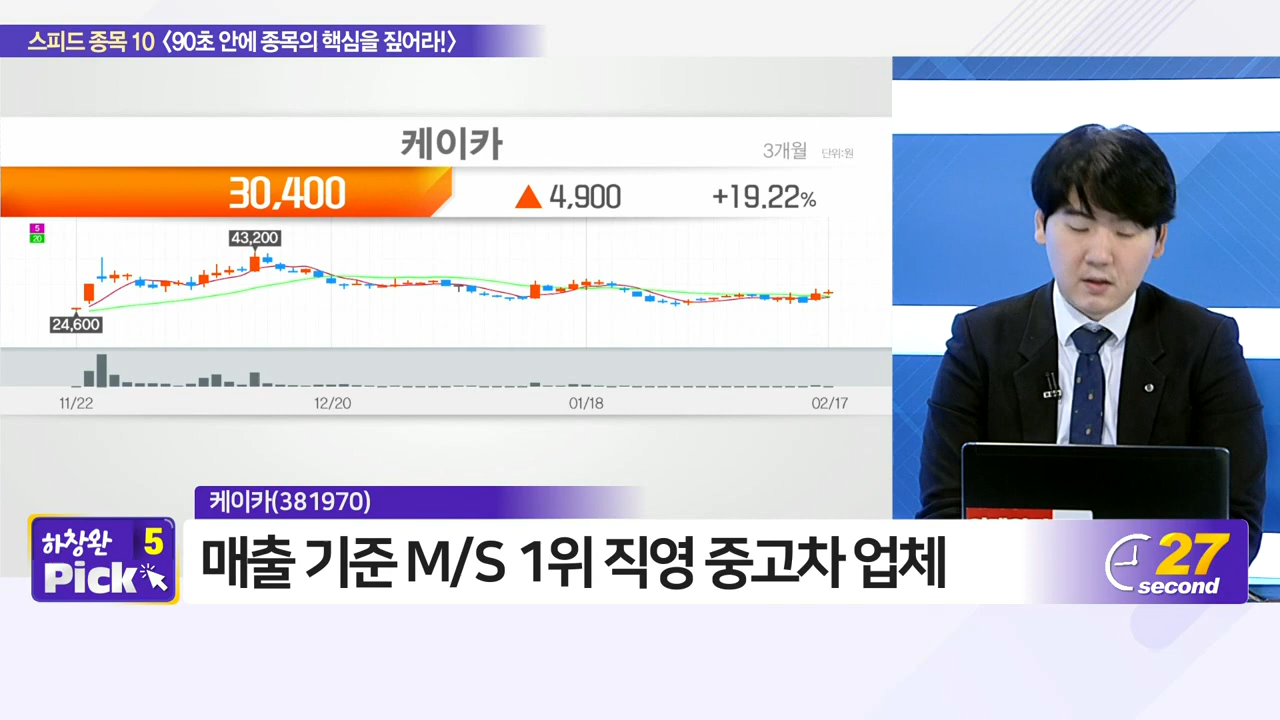 스피드 종목 10 〈90초 안에 종목의 핵심을 짚어라!〉
케이카
3개월 단위:원
30,400 ▲ 4,900 +19.22%
5
20
43,200
24,600
11/22 12/20 01/18 02/17
케이카(381970)
하창완 5
Pick
매출 기준 M/S 1위 직영 중고차 업체
27
second